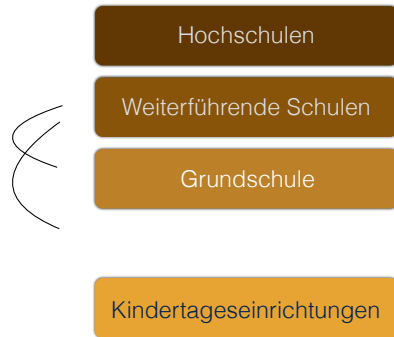 Hochschulen
Weiterführende Schulen
Grundschule
Kindertageseinrichtungen